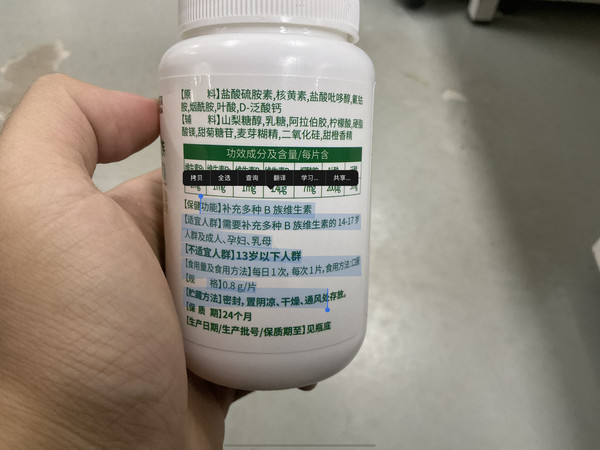 【原　料】盐酸硫胺素,核黄素,盐酸吡哆醇,氰钴
胺,烟酰胺,叶酸,D-泛酸钙
【辅　料】山梨糖醇,乳糖,阿拉伯胶,柠檬酸,硬脂
酸镁,甜菊糖苷,麦芽糊精,二氧化硅,甜橙香精
功效成分及含量/每片含
拷贝 全选 查询 翻译 学习... 共享...
【保健功能】补充多种 B 族维生素
【适宜人群】需要补充多种 B 族维生素的 14-17岁
人群及成人、孕妇、乳母
【不适宜人群】13岁以下人群
【食用量及食用方法】每日1次, 每次1片, 食用方法:口服
【规　格】0.8 g/片
【贮藏方法】密封, 置阴凉、干燥、通风处存放。
【保 质 期】24个月
【生产日期/生产批号/保质期至】见瓶底